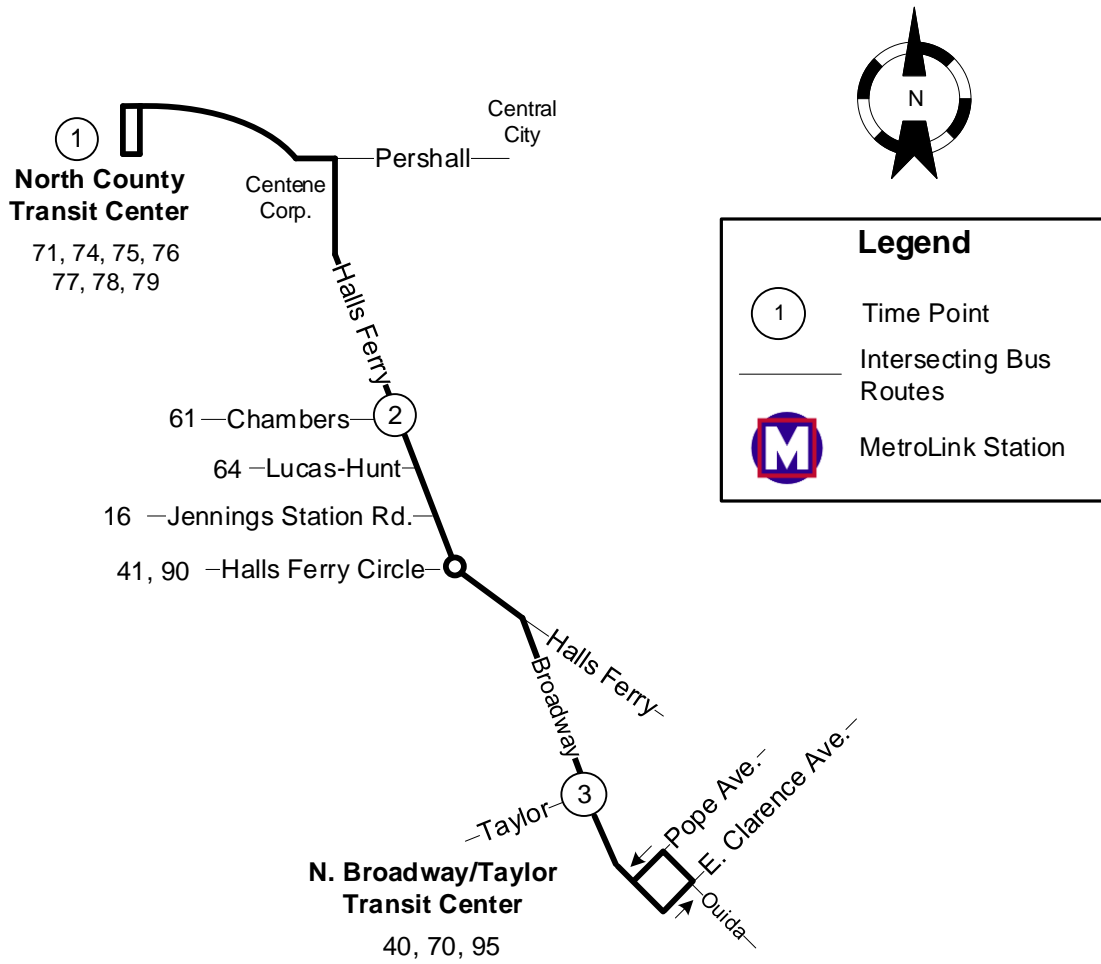 N
Central
City
1
Pershall
North County
Transit Center
Centene
Corp.
71, 74, 75, 76
77, 78, 79
Legend
1
Time Point
Intersecting Bus
Routes
M
MetroLink Station
Halls Ferry
61
Chambers
2
64
Lucas-Hunt
16
Jennings Station Rd.
41, 90
Halls Ferry Circle
Halls Ferry
Broadway
3
Taylor
Pope Ave.
E. Clarence Ave.
Ouida
N. Broadway/Taylor
Transit Center
40, 70, 95